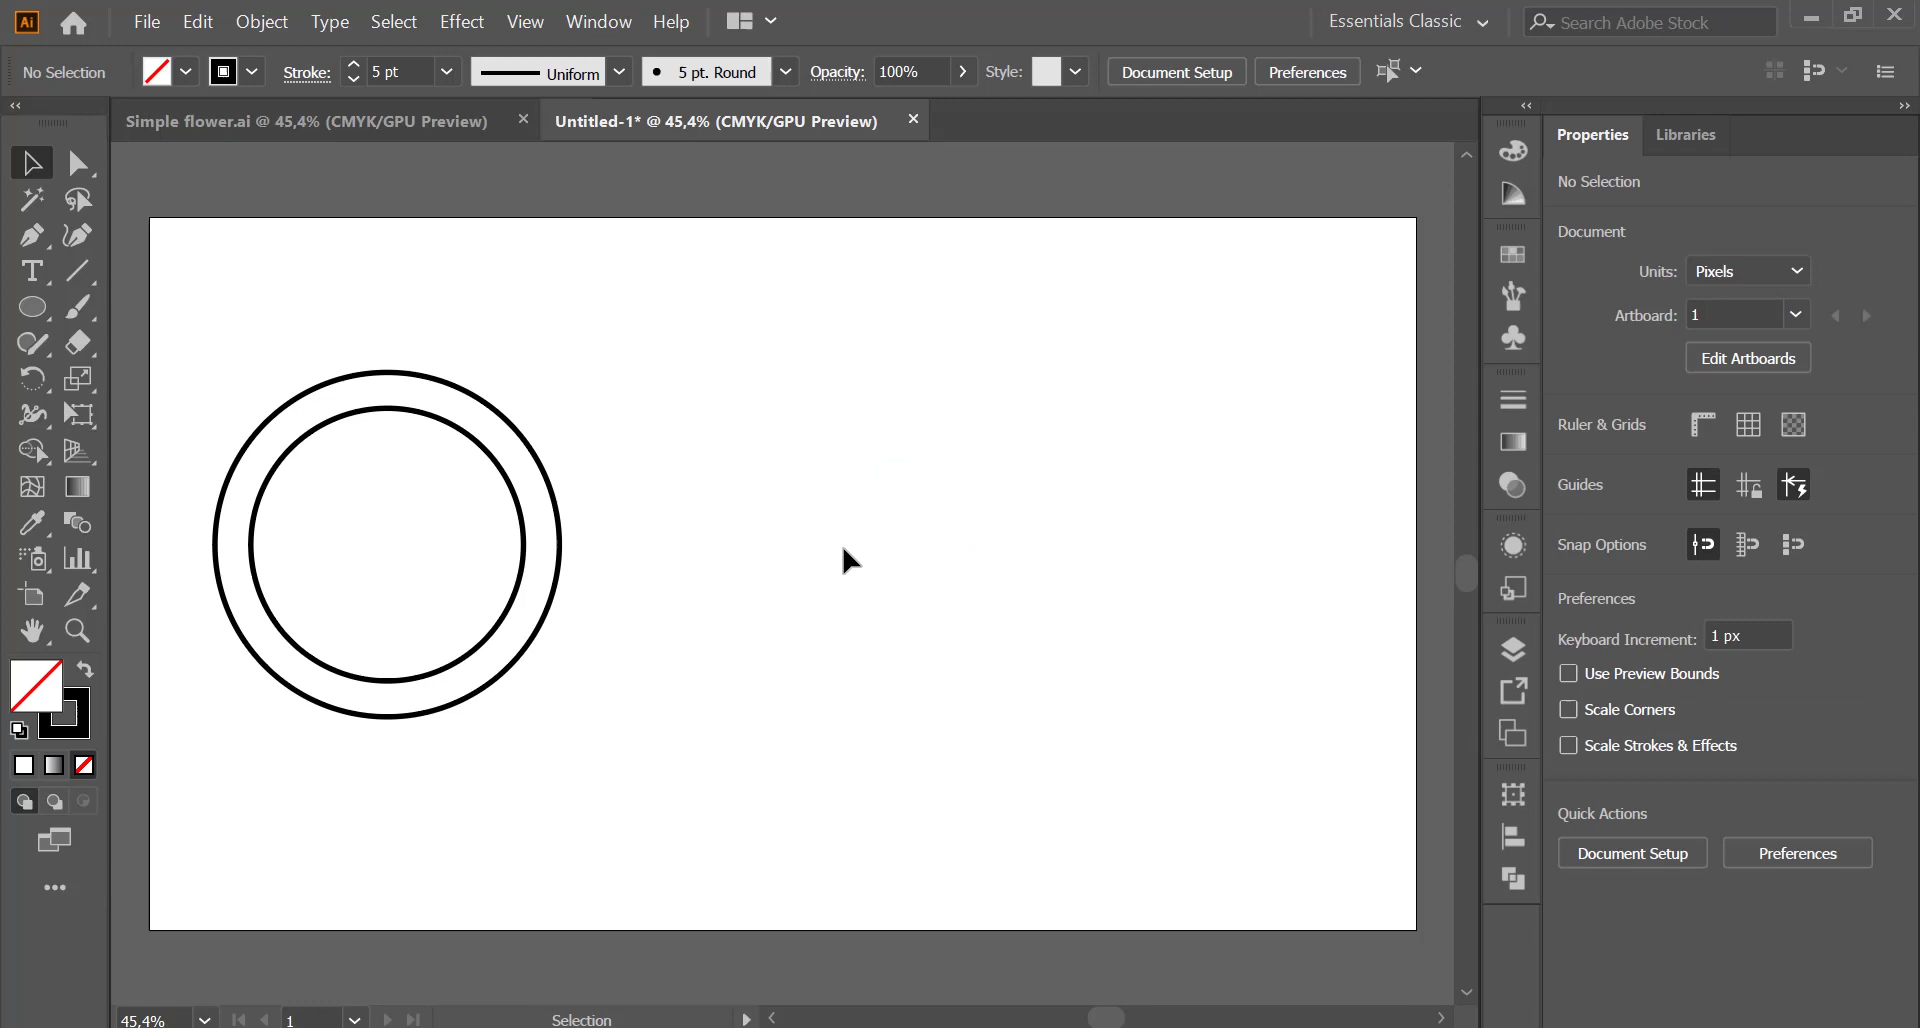 Ai File Edit Object Type Select Effect View Window Help Essentials Classic Search Adobe Stock
No Selection Stroke: 5 pt Uniform 5 pt. Round Opacity: 100% Style: Document Setup Preferences
Simple flower.ai @ 45,4% (CMYK/GPU Preview) Untitled-1* @ 45,4% (CMYK/GPU Preview)
Properties Libraries
No Selection
Document
Units: Pixels
Artboard: 1
Edit Artboards
Ruler & Grids
Guides
Snap Options
Preferences
Keyboard Increment: 1 px
Use Preview Bounds
Scale Corners
Scale Strokes & Effects
Quick Actions
Document Setup Preferences
45,4% 1 Selection